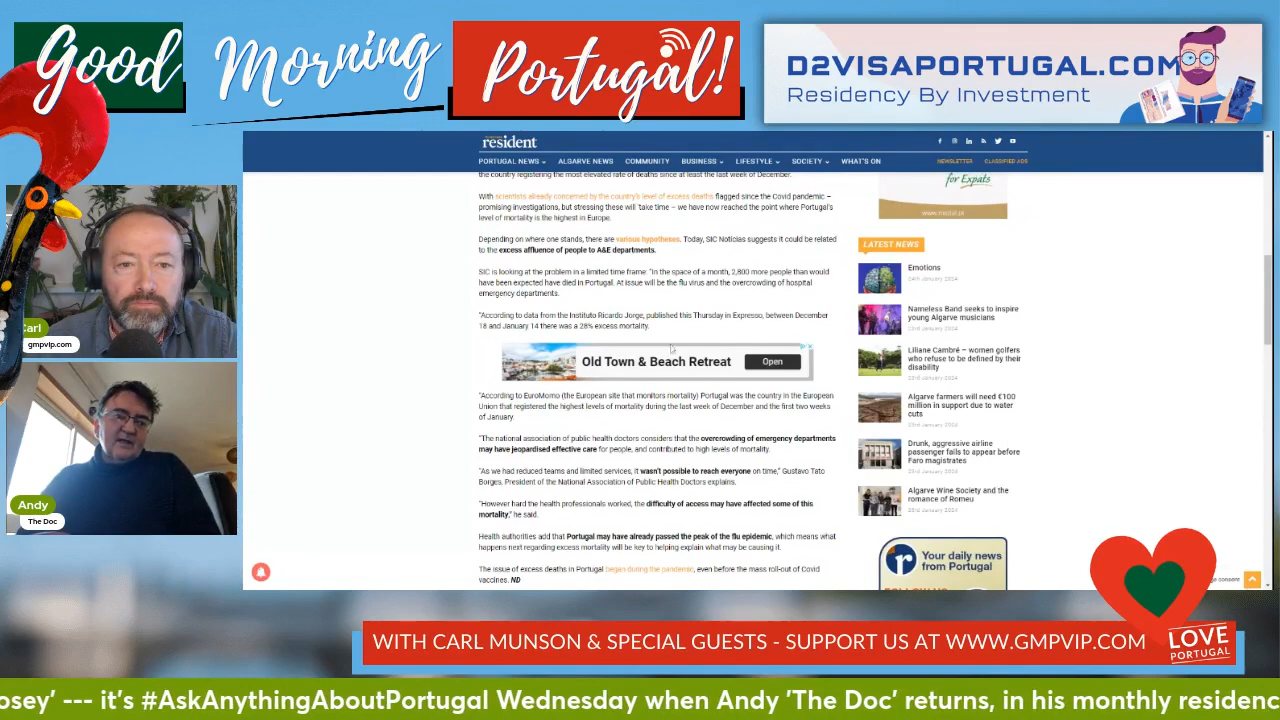 Good
Morning
Portugal!
D2VISAPORTUGAL.COM
Residency By Investment
resident
PORTUGAL NEWS
ALGARVE NEWS
COMMUNITY
BUSINESS
LIFESTYLE
SOCIETY
WHAT'S ON
NEWSLETTER
CLASSIFIED ADS
the country registering the most elevated rate of deaths since at least the last week of December.
With scientists already concerned by the country's level of excess deaths flagged since the Covid pandemic –
promising investigations, but stressing these will 'take time' – we have now reached the point where Portugal's
level of mortality is the highest in Europe.
Depending on where one stands, there are various hypotheses. Today, SIC Notícias suggests it could be related
to the excess affluence of people to A&E departments.
SIC is looking at the problem in a limited time frame: "In the space of a month, 2,800 more people than would
have been expected have died in Portugal. At issue will be the flu virus and the overcrowding of hospital
emergency departments.
"According to data from the Instituto Ricardo Jorge, published this Thursday in Expresso, between December
18 and January 14 there was a 28% excess mortality.
Old Town & Beach Retreat
Open
"According to EuroMomo (the European site that monitors mortality) Portugal was the country in the European
Union that registered the highest levels of mortality during the last week of December and the first two weeks
of January.
"The national association of public health doctors considers that the overcrowding of emergency departments
may have jeopardised effective care for people, and contributed to high levels of mortality.
"As we had reduced teams and limited services, it wasn't possible to reach everyone on time," Gustavo Tato
Borges, President of the National Association of Public Health Doctors explains.
"However hard the health professionals worked, the difficulty of access may have affected some of this
mortality," he said.
Health authorities add that Portugal may have already passed the peak of the flu epidemic, which means what
happens next regarding excess mortality will be key to helping explain what may be causing it.
The issue of excess deaths in Portugal began during the pandemic, even before the mass roll-out of Covid
vaccines. ND
for Expats
LATEST NEWS
Emotions
24th January 2024
Nameless Band seeks to inspire
young Algarve musicians
23rd January 2024
Liliane Cambré – women golfers
who refuse to be defined by their
disability
23rd January 2024
Algarve farmers will need €100
million in support due to water
cuts
23rd January 2024
Drunk, aggressive airline
passenger fails to appear before
Faro magistrates
23rd January 2024
Algarve Wine Society and the
romance of Romeu
23rd January 2024
Your daily news
from Portugal
consent
Carl
gmpvip.com
Andy
The Doc
LOVE
PORTUGAL
WITH CARL MUNSON & SPECIAL GUESTS - SUPPORT US AT WWW.GMPVIP.COM
osey' --- it's #AskAnythingAboutPortugal Wednesday when Andy 'The Doc' returns, in his monthly residenc